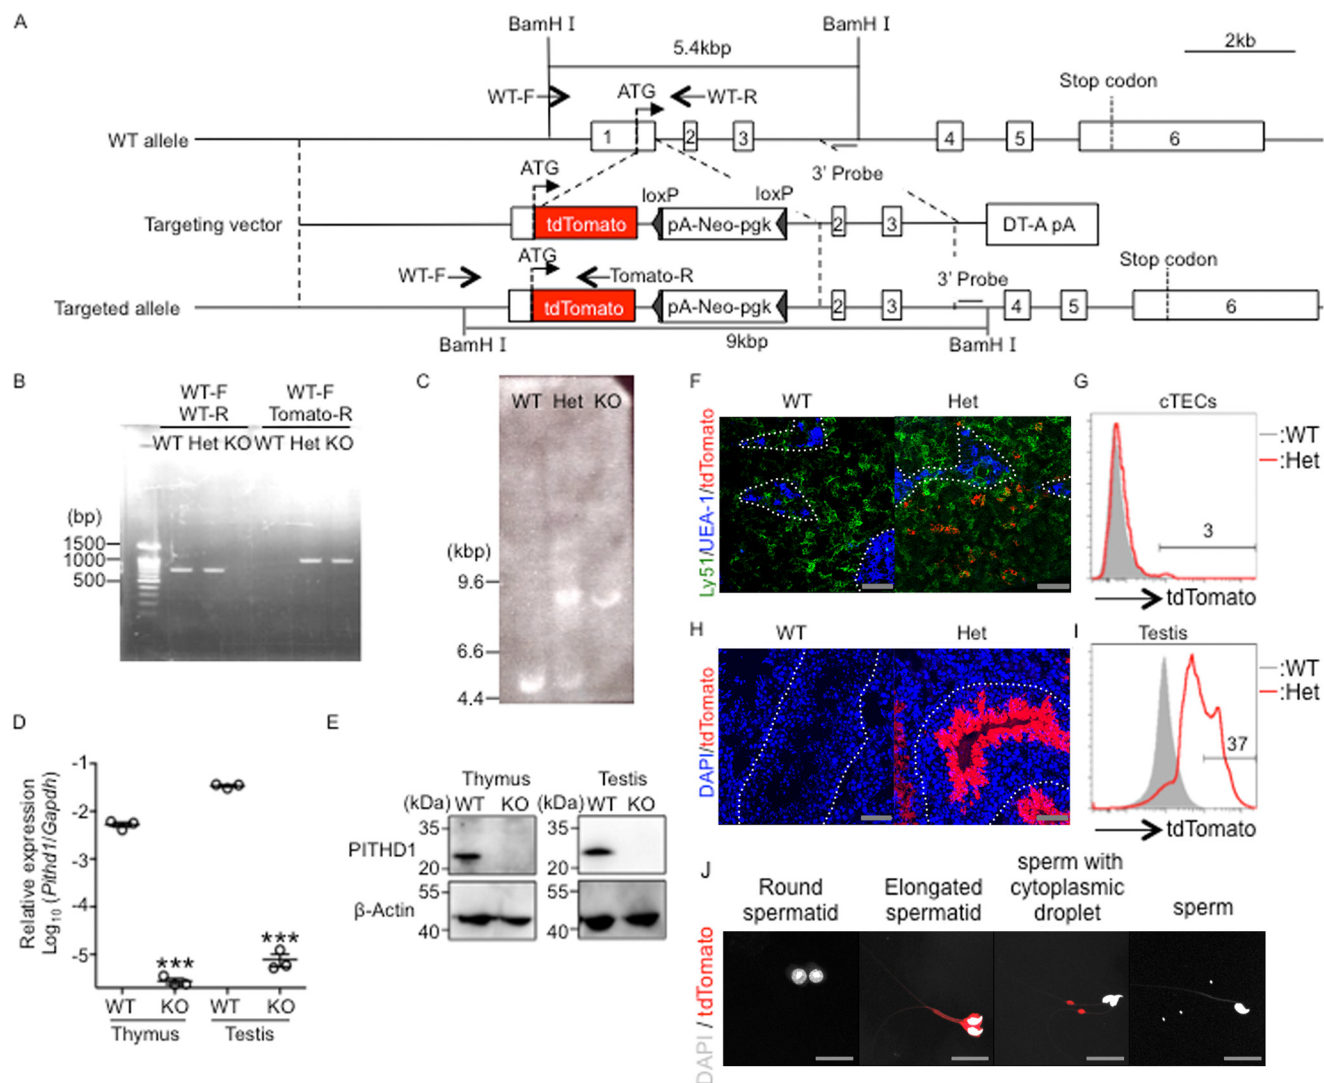 A
BamH I
BamH I
5.4kbp
2kb
Stop codon
WT-F
ATG
WT-R
WT allele
1
2
3
4
5
6
3' Probe
ATG
loxP
loxP
Targeting vector
tdTomato
pA-Neo-pgk
2
3
DT-A pA
ATG
WT-F
Tomato-R
3' Probe
Stop codon
Targeted allele
tdTomato
pA-Neo-pgk
2
3
4
5
6
BamH I
9kbp
BamH I
B
WT-F
WT-R
WT-F
Tomato-R
WT Het KO
WT Het KO
(bp)
1500
1000
500
C
WT Het KO
(kbp)
9.6
6.6
4.4
D
Relative expression
Log10 (Pithd1/Gapdh)
-1
-2
-3
-4
-5
***
***
WT
KO
WT
KO
Thymus
Testis
E
Thymus
Testis
(kDa)
WT
KO
(kDa)
WT
KO
PITHD1
35
20
35
20
β-Actin
55
40
55
40
F
WT
Het
Ly51/UEA-1/tdTomato
G
cTECs
:WT
:Het
3
tdTomato
H
WT
Het
DAPI/tdTomato
I
Testis
:WT
:Het
37
tdTomato
J
Round
spermatid
Elongated
spermatid
sperm with
cytoplasmic
droplet
sperm
DAPI / tdTomato